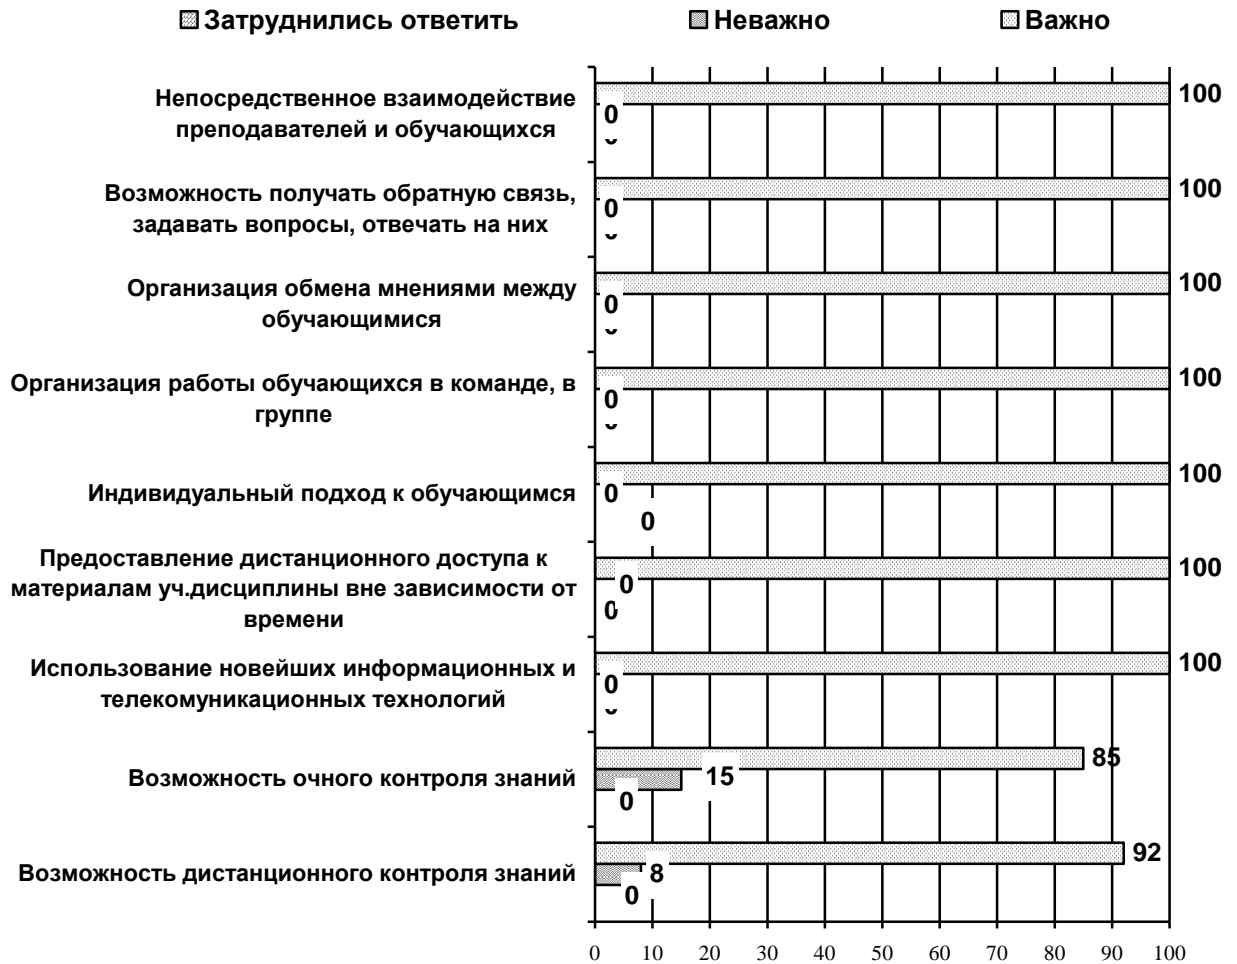 Затруднились ответить Неважно Важно
Непосредственное взаимодействие
преподавателей и обучающихся
100
0
Возможность получать обратную связь,
задавать вопросы, отвечать на них
100
0
Организация обмена мнениями между
обучающимися
100
0
Организация работы обучающихся в команде, в
группе
100
0
Индивидуальный подход к обучающимся
100
0
0
Предоставление дистанционного доступа к
материалам уч.дисциплины вне зависимости от
времени
100
0
0
Использование новейших информационных и
телекомуникационных технологий
100
0
Возможность очного контроля знаний
85
15
0
Возможность дистанционного контроля знаний
92
8
0
0 10 20 30 40 50 60 70 80 90 100